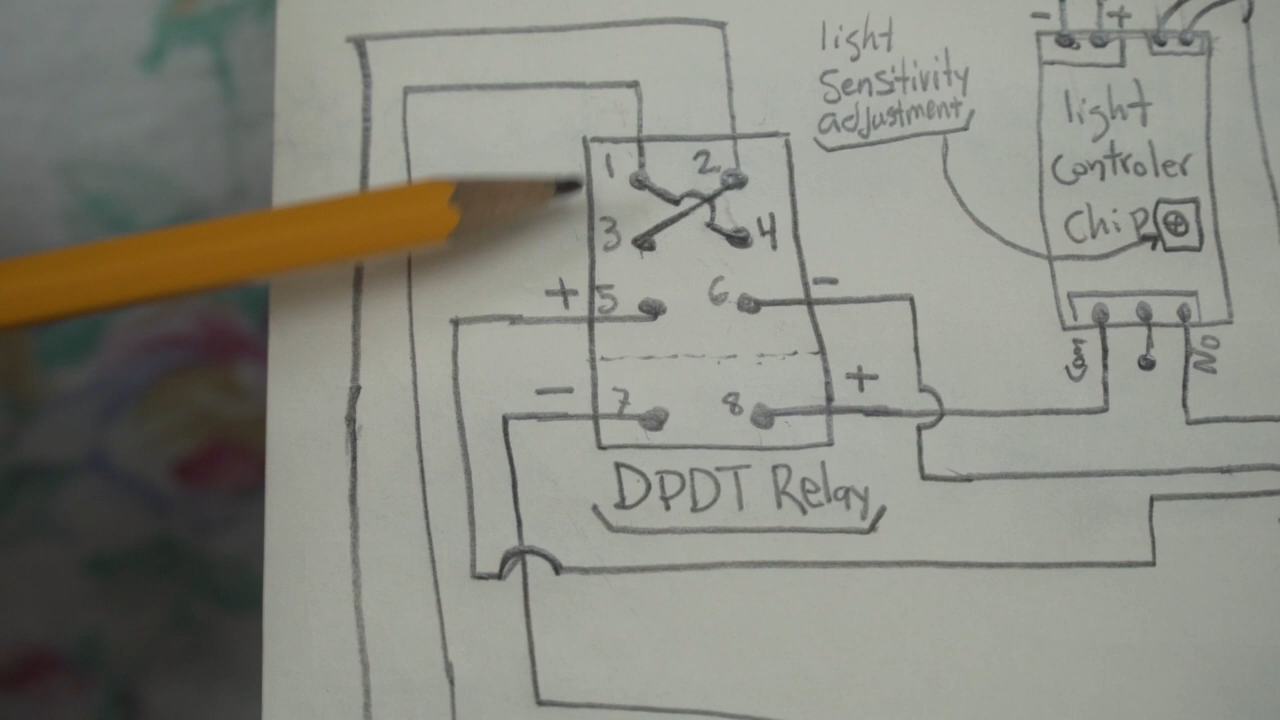 light
Sensitivity
adjustment
- +
light
Controler
Chip
1 2
3 4
+ 5 6 -
- 7 8 +
Com NO
DPDT Relay